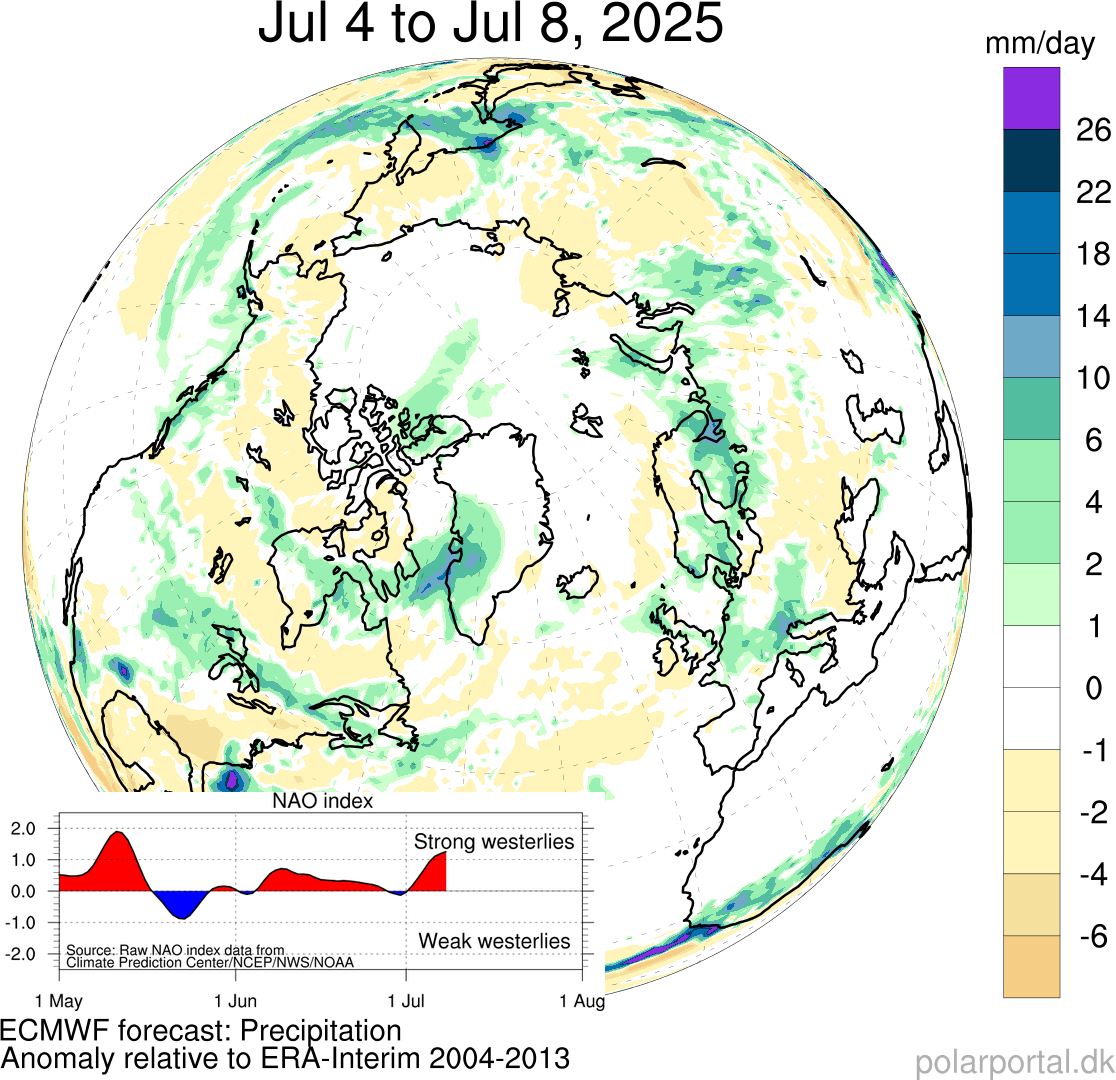 Jul 4 to Jul 8, 2025
mm/day
26
22
18
14
10
6
4
2
1
0
-1
-2
-4
-6
NAO index
2.0
1.0
0.0
-1.0
-2.0
Strong westerlies
Weak westerlies
Source: Raw NAO index data from
Climate Prediction Center/NCEP/NWS/NOAA
1 May 1 Jun 1 Jul 1 Aug
ECMWF forecast: Precipitation
Anomaly relative to ERA-Interim 2004-2013
polarportal.dk